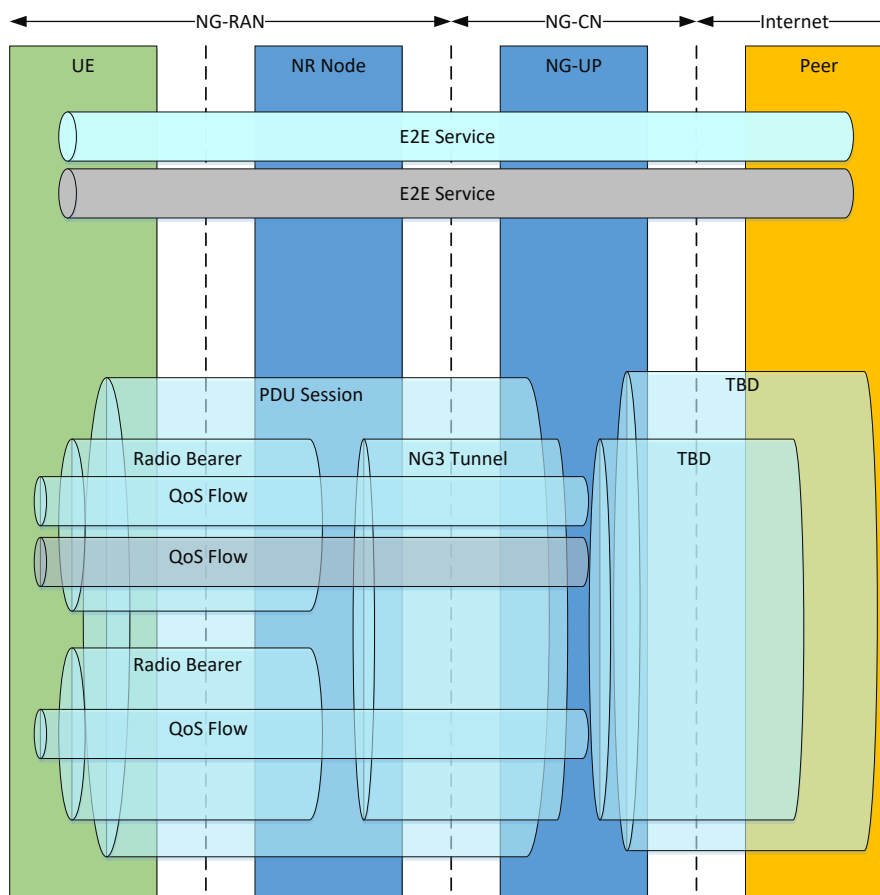 NG-RAN
NG-CN
Internet
UE
NR Node
NG-UP
Peer
E2E Service
E2E Service
PDU Session
TBD
Radio Bearer
NG3 Tunnel
TBD
QoS Flow
QoS Flow
Radio Bearer
QoS Flow